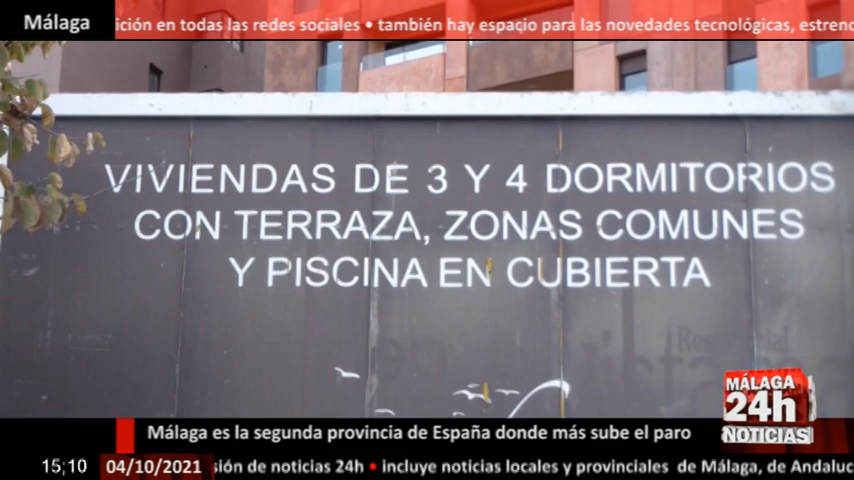 Málaga
ición en todas las redes sociales • también hay espacio para las novedades tecnológicas, estreno
VIVIENDAS DE 3 Y 4 DORMITORIOS
CON TERRAZA, ZONAS COMUNES
Y PISCINA EN CUBIERTA
Residencial
MÁLAGA
24h
NOTICIAS
Málaga es la segunda provincia de España donde más sube el paro
15:10
04/10/2021
sión de noticias 24h • incluye noticias locales y provinciales de Málaga, de Andaluc